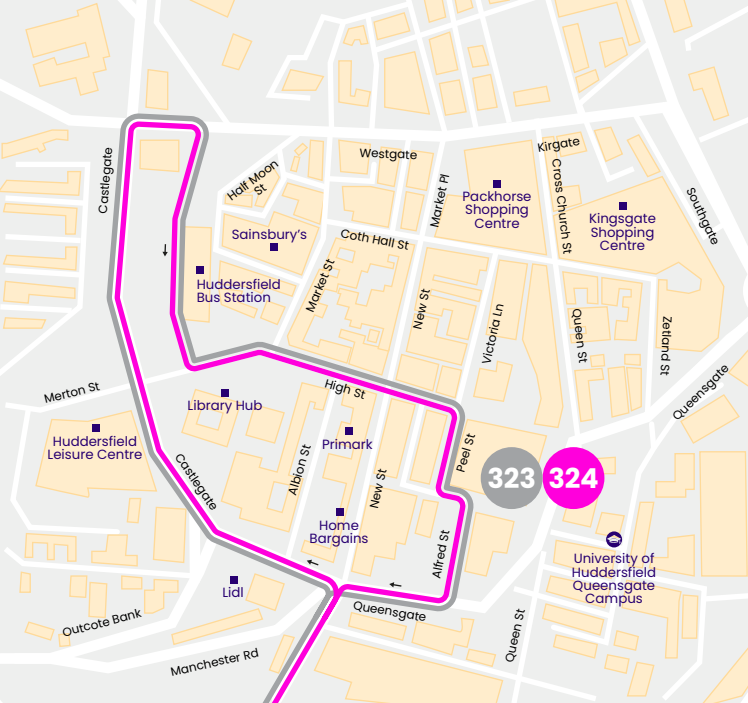 Castlegate
Westgate
Kirgate
Half Moon
St
Market Pl
Packhorse
Shopping
Centre
Cross Church St
Kingsgate
Shopping
Centre
Southgate
Sainsbury's
Coth Hall St
Huddersfield
Bus Station
Market St
New St
Victoria Ln
Queen St
Zetland St
Merton St
High St
Queensgate
Library Hub
Huddersfield
Leisure Centre
Primark
Peel St
Castlegate
Albion St
New St
323
324
Home
Bargains
Alfred St
University of
Huddersfield
Queensgate
Campus
Lidl
Outcote Bank
Queensgate
Queen St
Manchester Rd